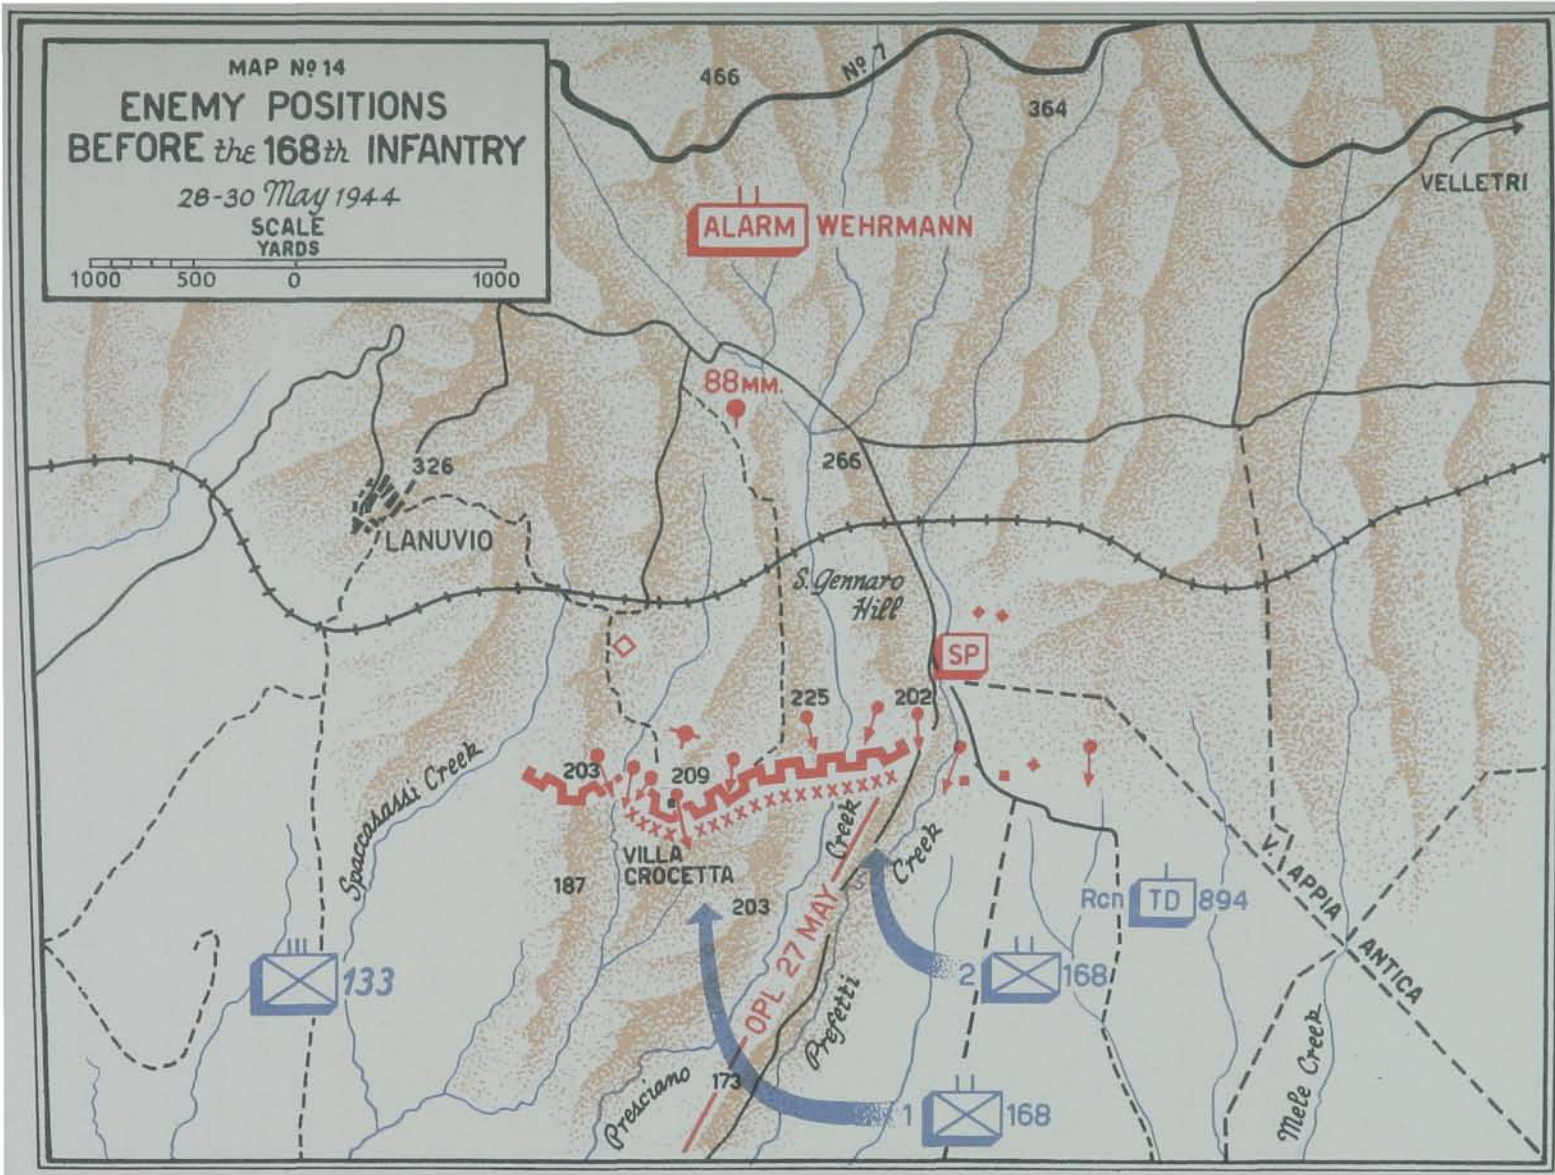 MAP No 14
ENEMY POSITIONS
BEFORE the 168th INFANTRY
28-30 May 1944
SCALE
YARDS
1000 500 0 1000
466
No 7
364
VELLETRI
ALARM WEHRMANN
88MM.
326
266
LANUVIO
S. Gennaro
Hill
SP
225
202
203
209
Spaccasassi Creek
VILLA
CROCETTA
187
203
Creek
Creek
OPL 27 MAY
V. APPIA
ANTICA
Rcn TD 894
133
2 168
Prefetti
Presciano
173
1 168
Mele Creek